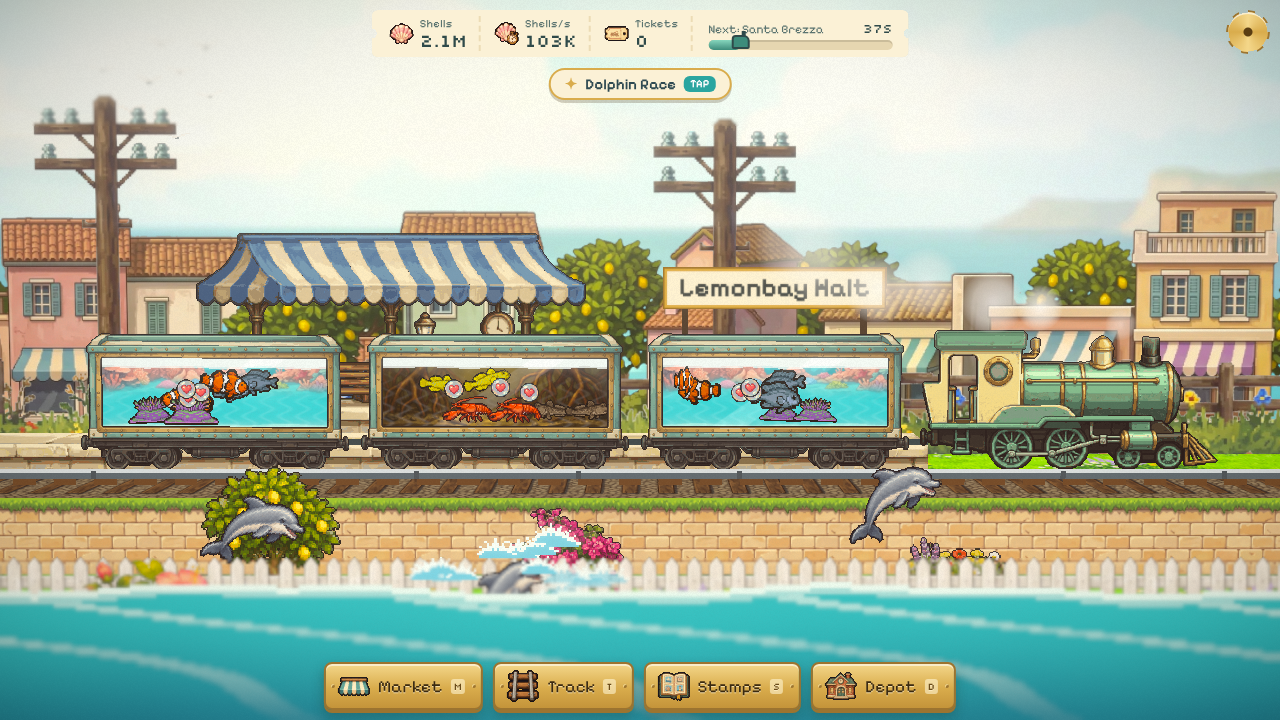 Shells
2.1M
Shells/s
103K
Tickets
0
Next: Santa Brezza 37S
Dolphin Race TAP
Lemonbay Halt
Market M
Track T
Stamps S
Depot D